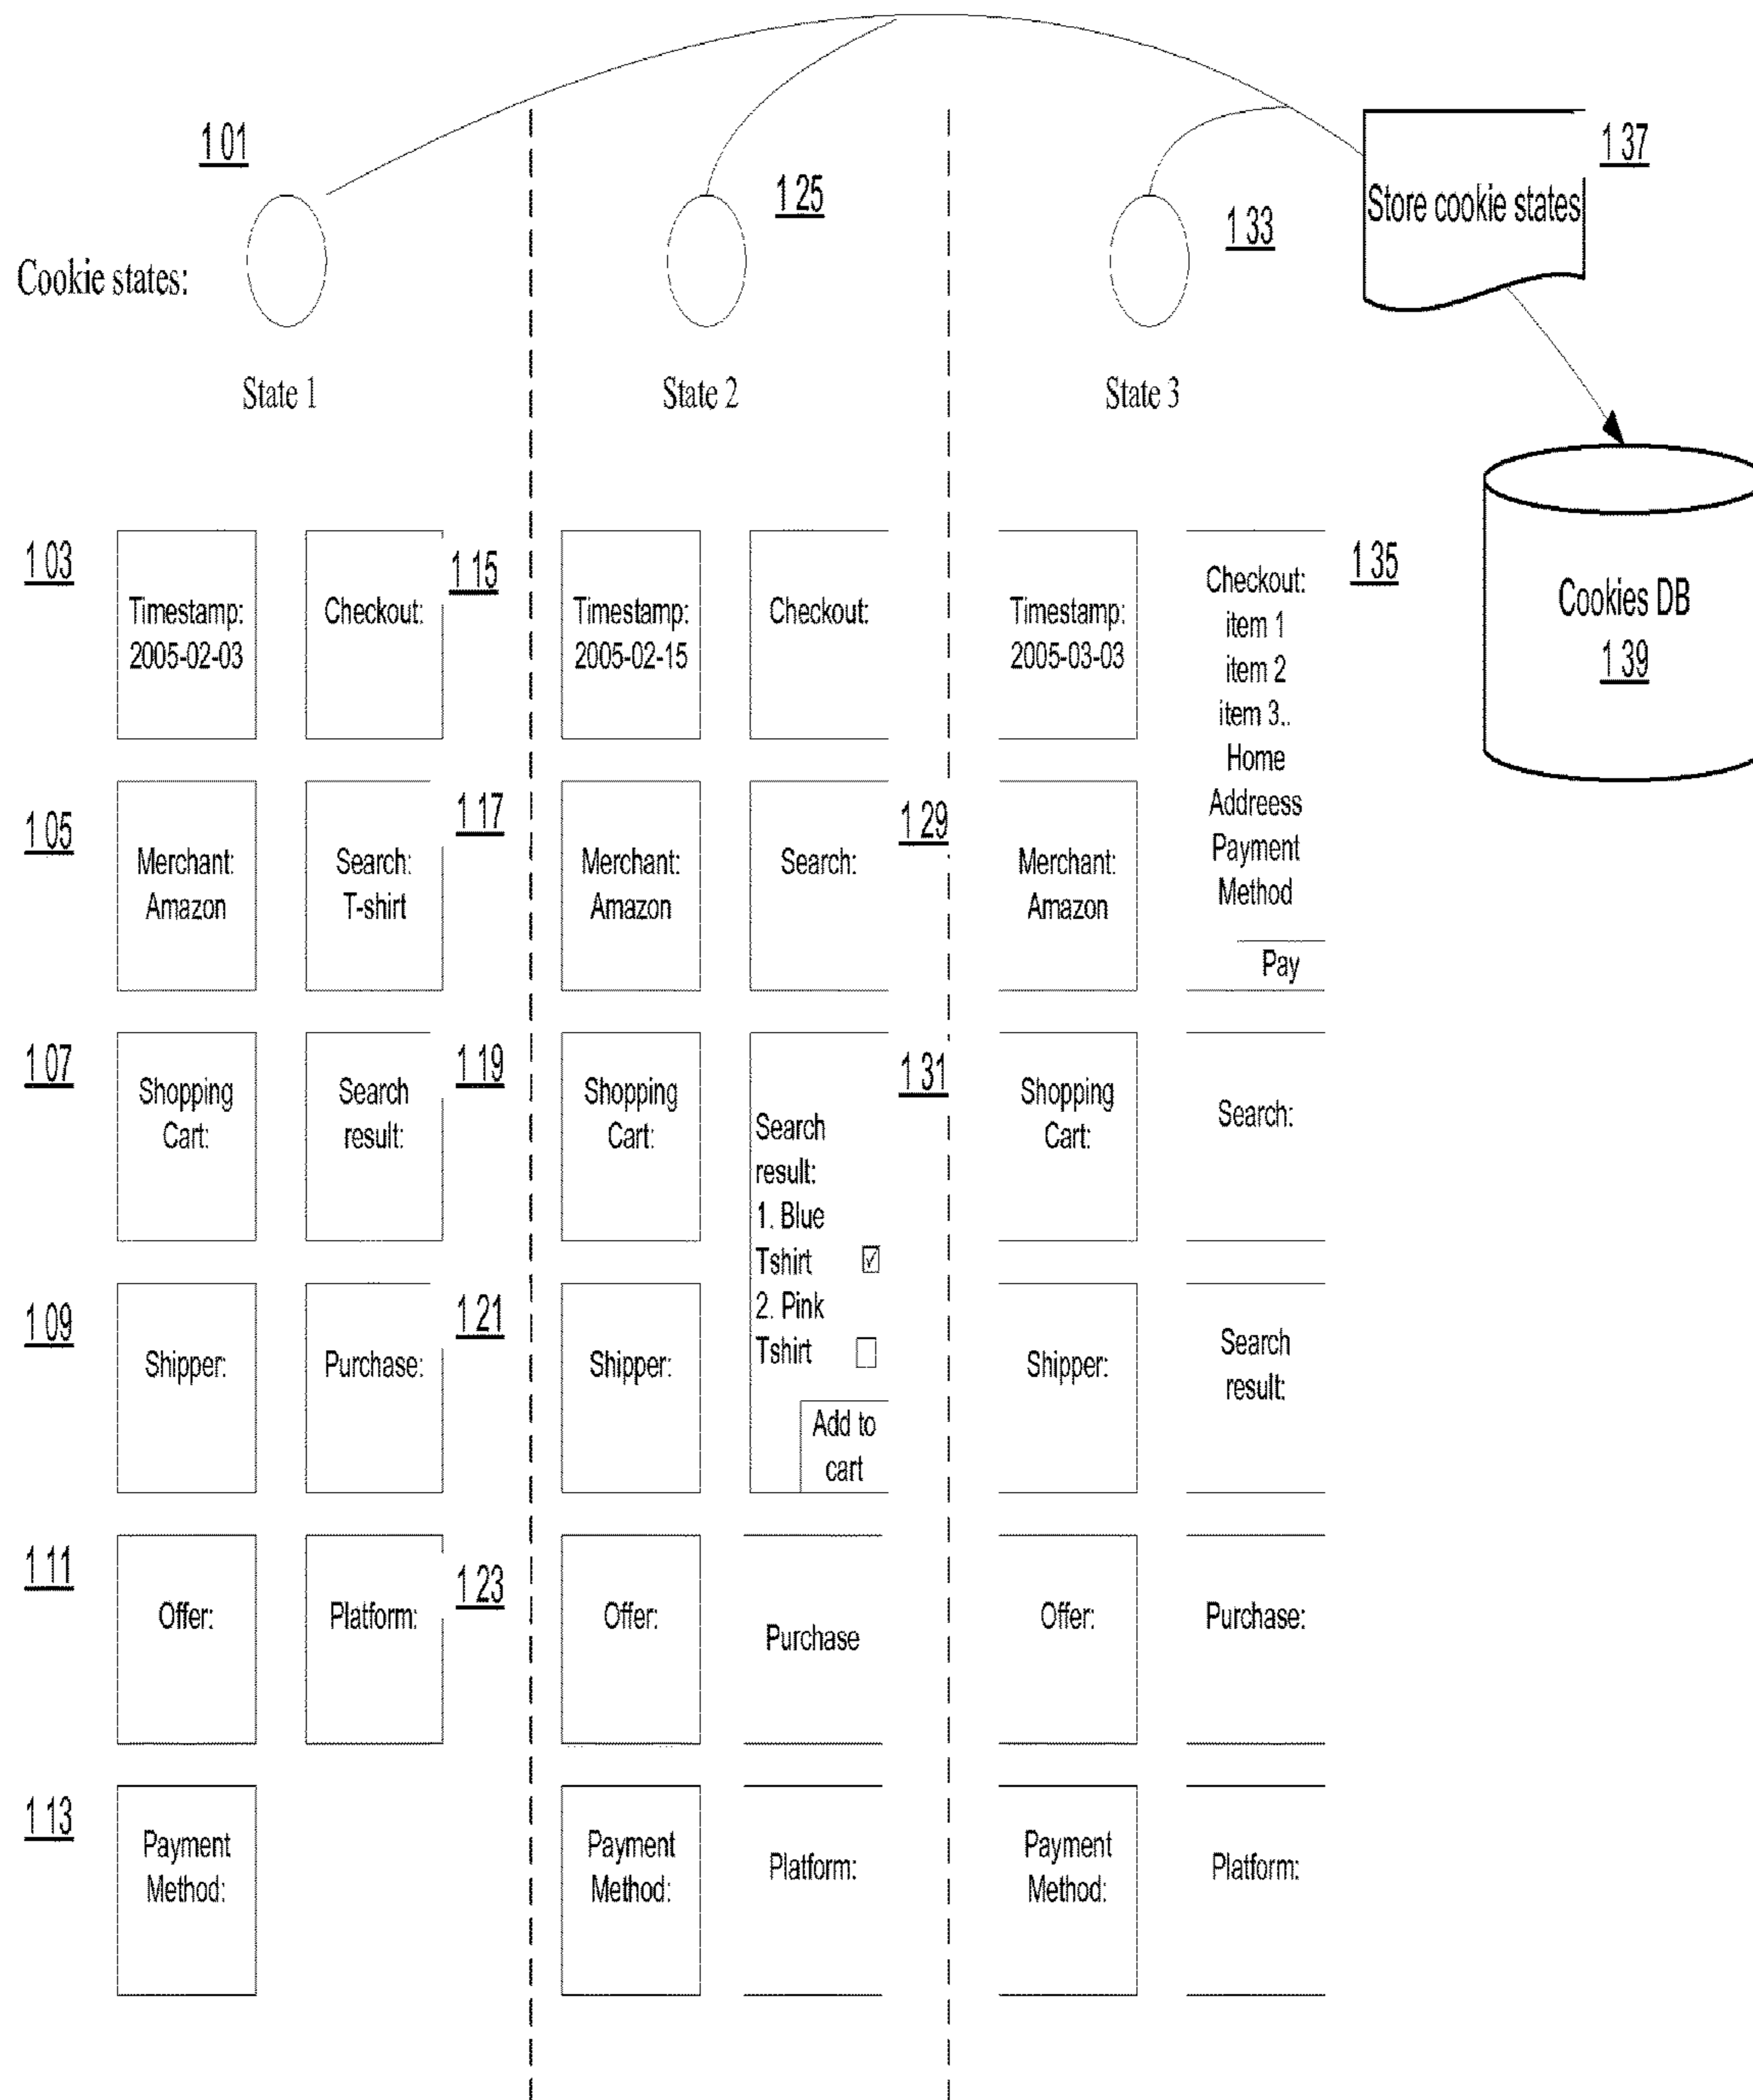 101
125
133
137
Store cookie states
Cookie states:
State 1
State 2
State 3
103
Timestamp:
2005-02-03
Checkout:
115
Timestamp:
2005-02-15
Checkout:
Timestamp:
2005-03-03
Checkout:
item 1
item 2
item 3..
Home
Addreess
Payment
Method
Pay
135
Cookies DB
139
105
Merchant:
Amazon
Search:
T-shirt
117
Merchant:
Amazon
Search:
129
Merchant:
Amazon
107
Shopping
Cart:
Search
result:
119
Shopping
Cart:
Search
result:
1. Blue
Tshirt
2. Pink
Tshirt
Add to
cart
131
Shopping
Cart:
Search:
109
Shipper:
Purchase:
121
Shipper:
Shipper:
Search
result:
111
Offer:
Platform:
123
Offer:
Purchase
Offer:
Purchase:
113
Payment
Method:
Payment
Method:
Platform:
Payment
Method:
Platform: